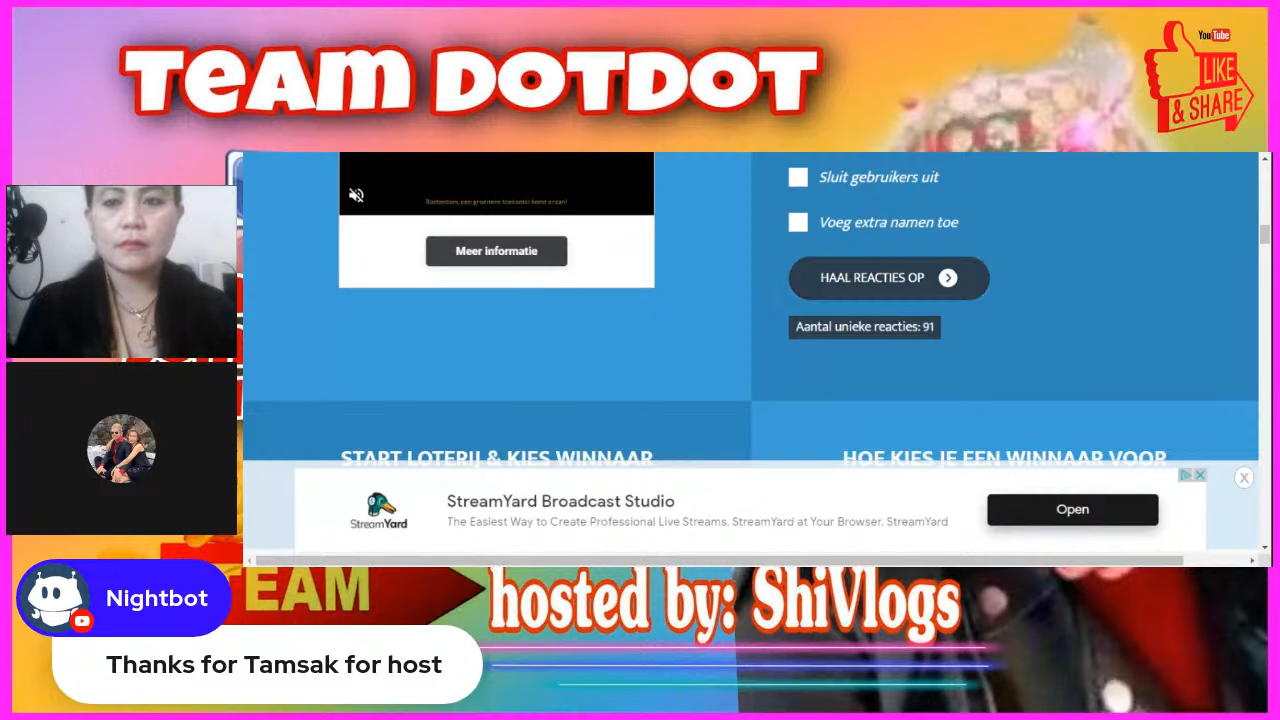 TEAM DOTDOT
YouTube
LIKE
& SHARE
Sluit gebruikers uit
Voeg extra namen toe
Meer informatie
HAAL REACTIES OP
Aantal unieke reacties: 91
START LOTERIJ & KIES WINNAAR
HOE KIES JE EEN WINNAAR VOOR
StreamYard
StreamYard Broadcast Studio
The Easiest Way to Create Professional Live Streams. StreamYard at Your Browser. StreamYard
Open
X
TEAM
hosted by: ShiVlogs
Nightbot
Thanks for Tamsak for host